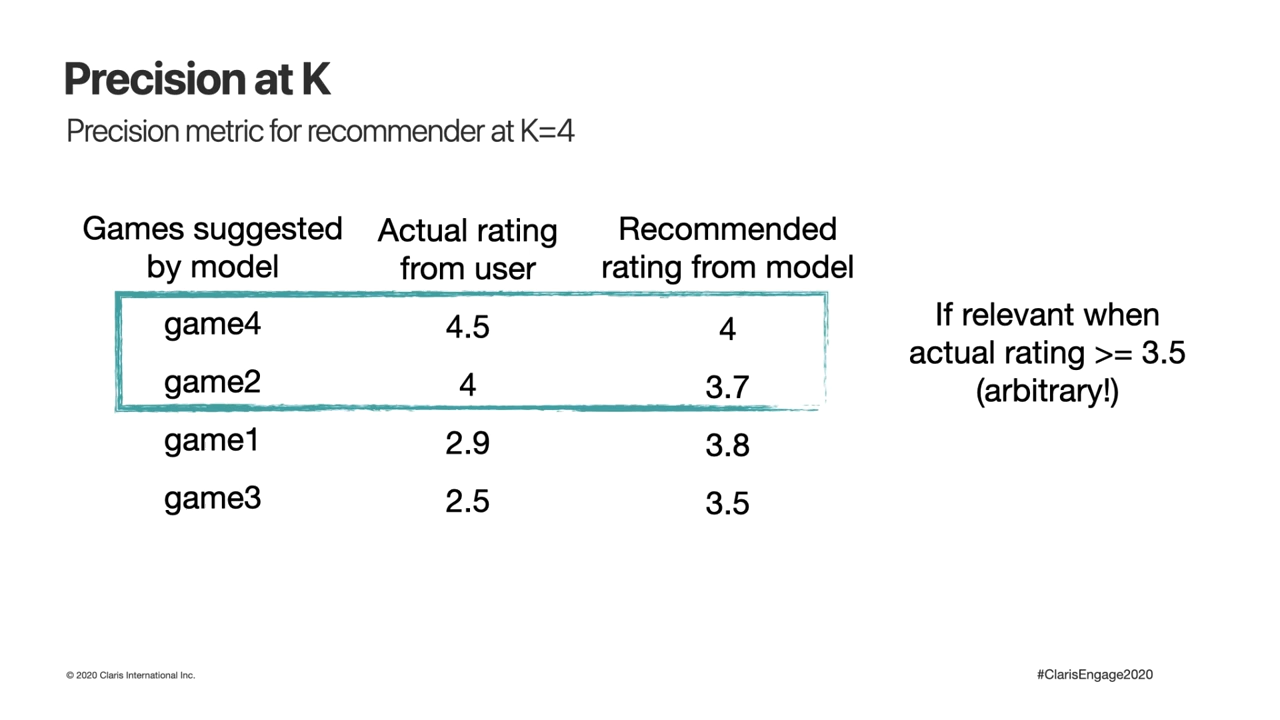 Precision at K
Precision metric for recommender at K=4
Games suggested
by model
Actual rating
from user
Recommended
rating from model
game4 4.5 4
game2 4 3.7
game1 2.9 3.8
game3 2.5 3.5
If relevant when
actual rating >= 3.5
(arbitrary!)
© 2020 Claris International Inc.
#ClarisEngage2020